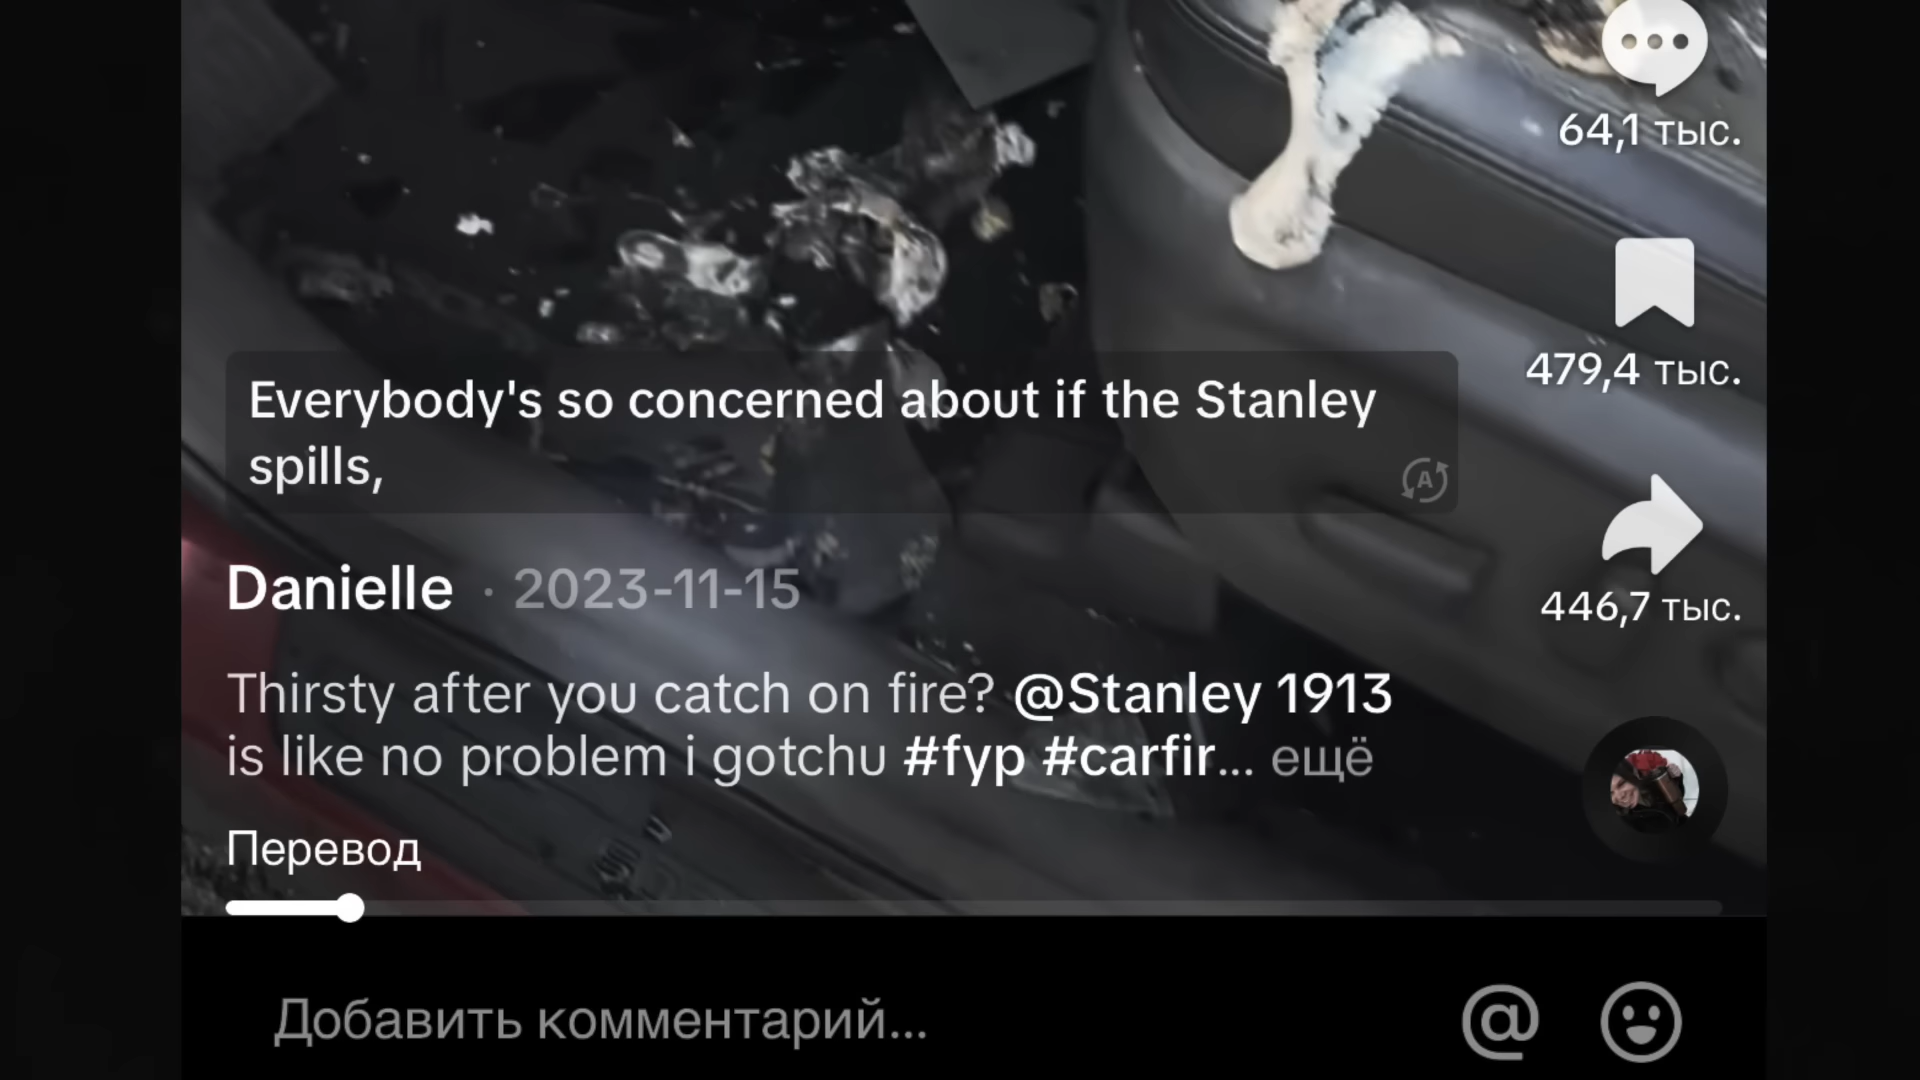 64,1 тыс.
479,4 тыс.
Everybody's so concerned about if the Stanley
spills,
A
446,7 тыс.
Danielle · 2023-11-15
Thirsty after you catch on fire? @Stanley 1913
is like no problem i gotchu #fyp #carfir... ещё
Перевод
Добавить комментарий...
@